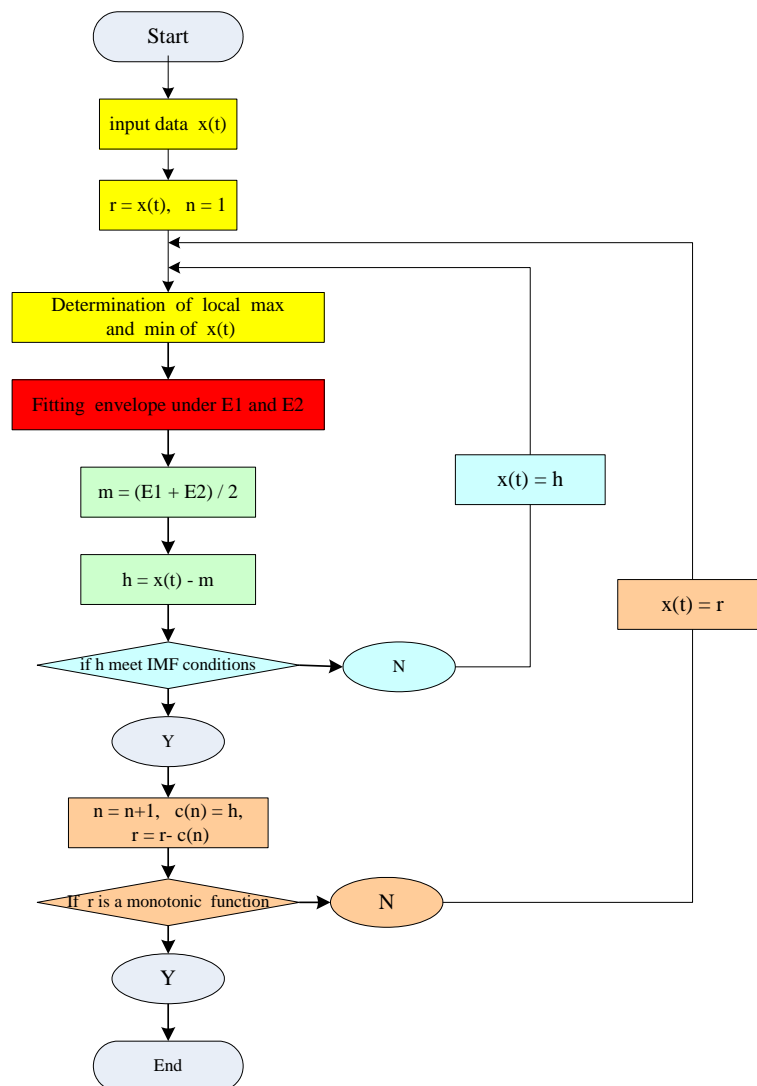 Start
input data x(t)
r = x(t), n = 1
Determination of local max
and min of x(t)
Fitting envelope under E1 and E2
m = (E1 + E2) / 2
x(t) = h
h = x(t) - m
x(t) = r
if h meet IMF conditions
N
Y
n = n+1, c(n) = h,
r = r- c(n)
If r is a monotonic function
N
Y
End